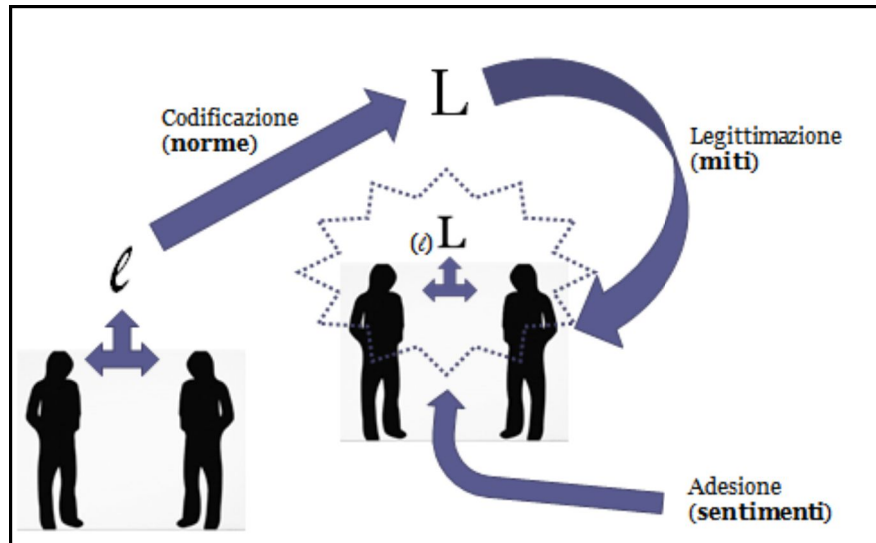 L
Codificazione
(norme)
Legittimazione
(miti)
(ℓ) L
ℓ
Adesione
(sentimenti)